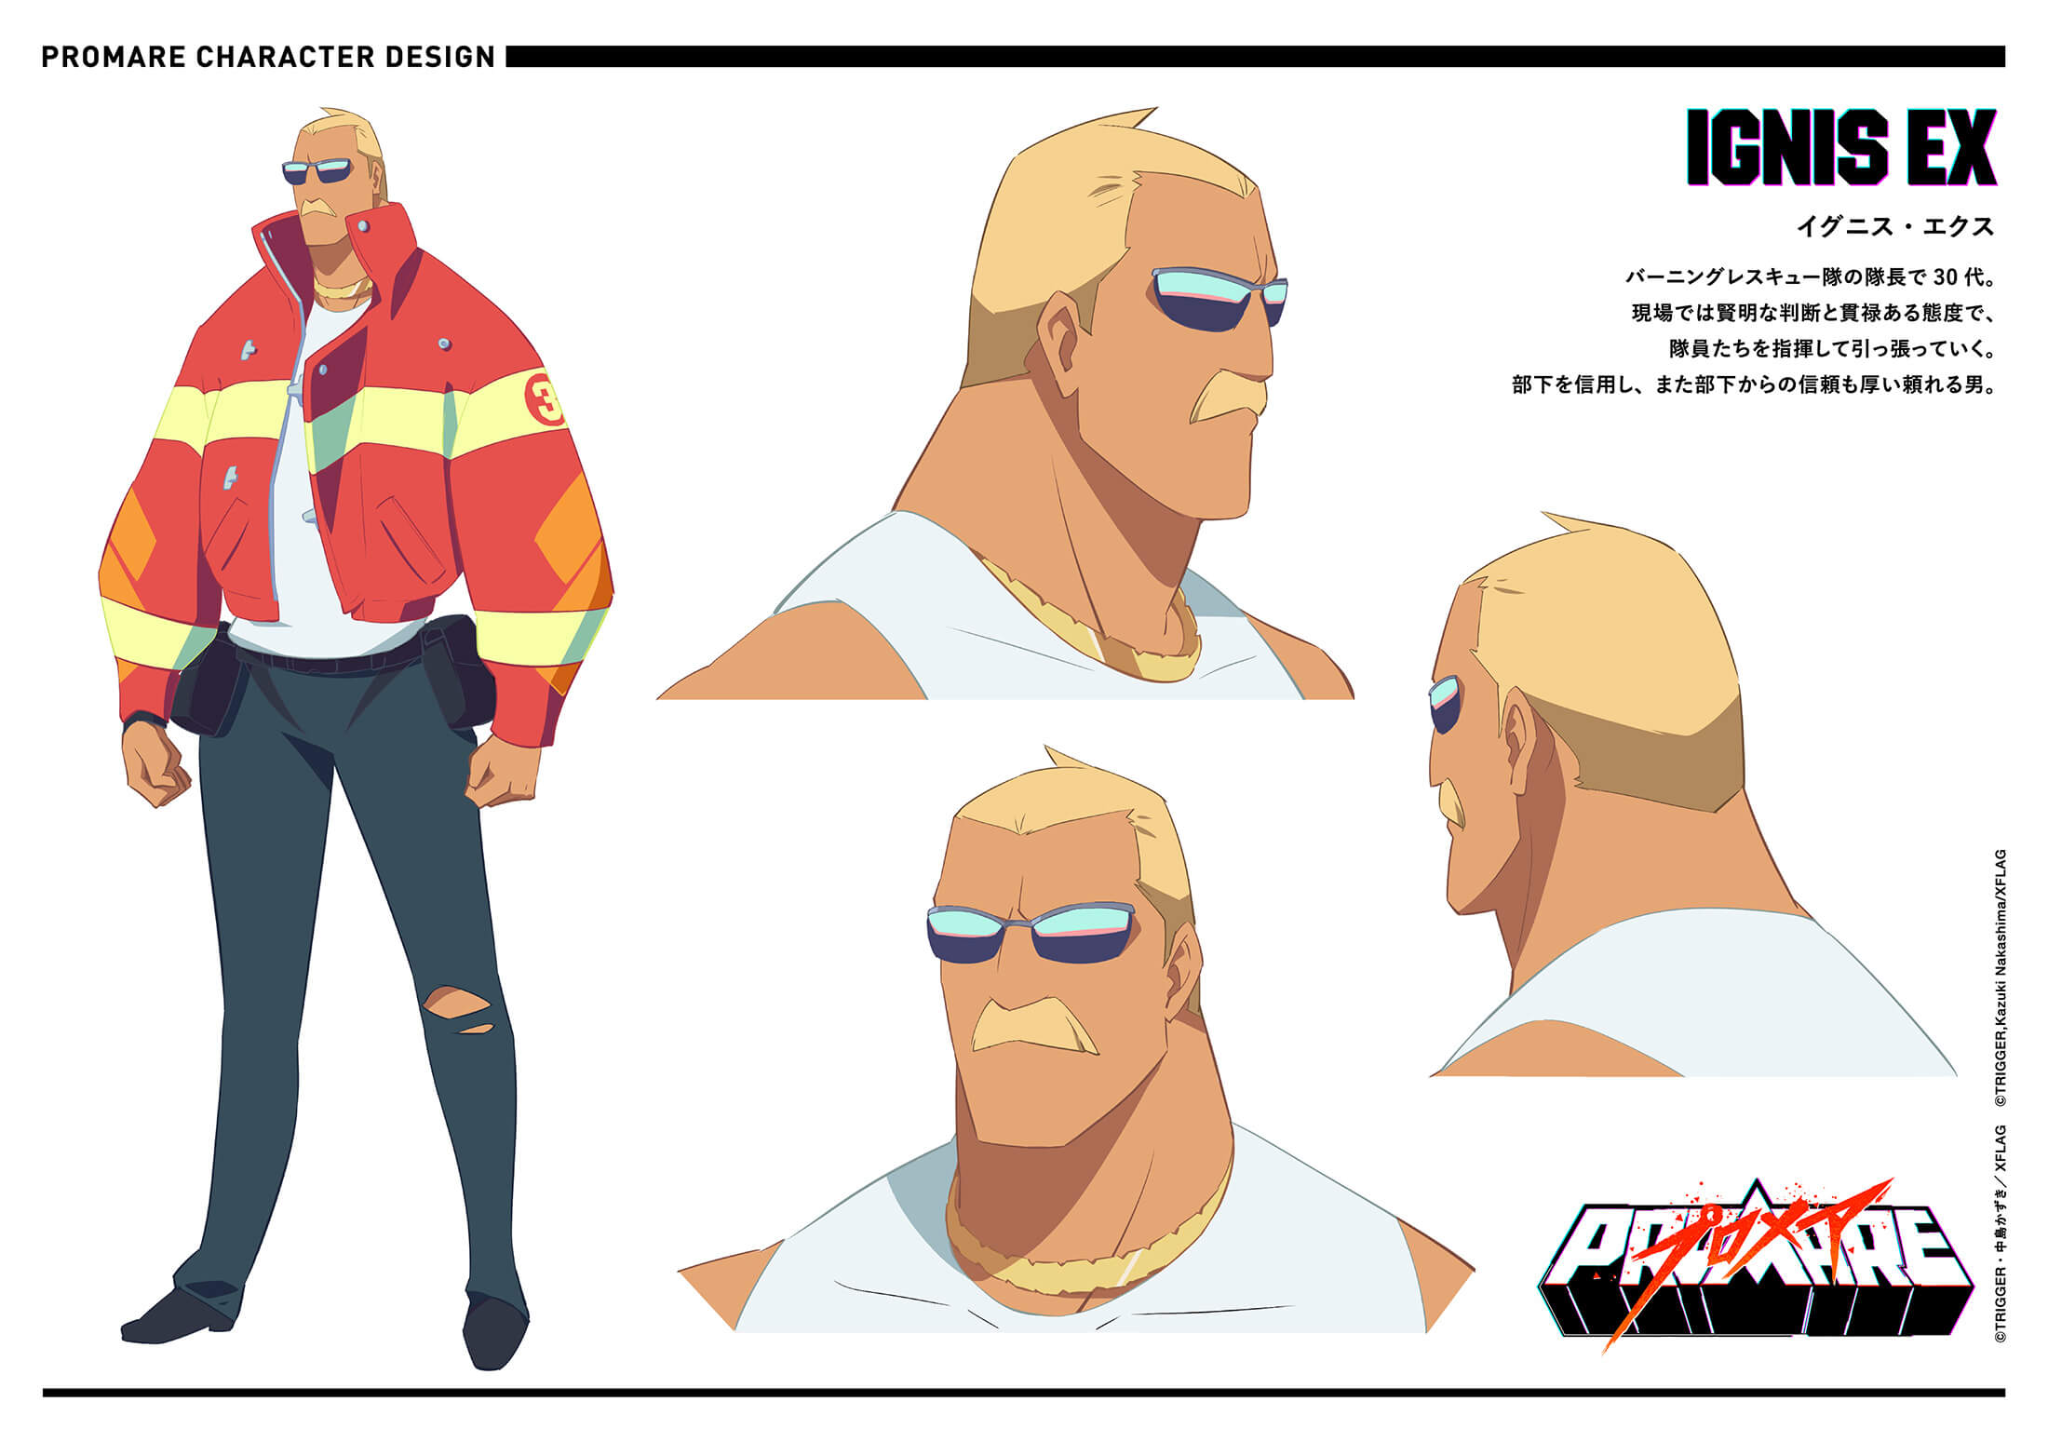 PROMARE CHARACTER DESIGN
IGNIS EX
イグニス・エクス
バーニングレスキュー隊の隊長で 30 代。
現場では賢明な判断と貫禄ある態度で、
隊員たちを指揮して引っ張っていく。
部下を信用し、また部下からの信頼も厚い頼れる男。
3
PROMARE
プロメア
©TRIGGER・中島かずき／XFLAG ©TRIGGER,Kazuki Nakashima/XFLAG